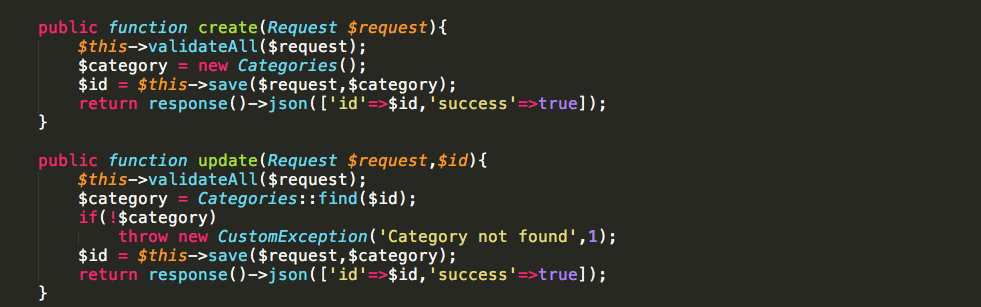 public function create(Request $request){
    $this->validateAll($request);
    $category = new Categories();
    $id = $this->save($request,$category);
    return response()->json(['id'=>$id,'success'=>true]);
}

public function update(Request $request,$id){
    $this->validateAll($request);
    $category = Categories::find($id);
    if(!$category)
        throw new CustomException('Category not found',1);
    $id = $this->save($request,$category);
    return response()->json(['id'=>$id,'success'=>true]);
}